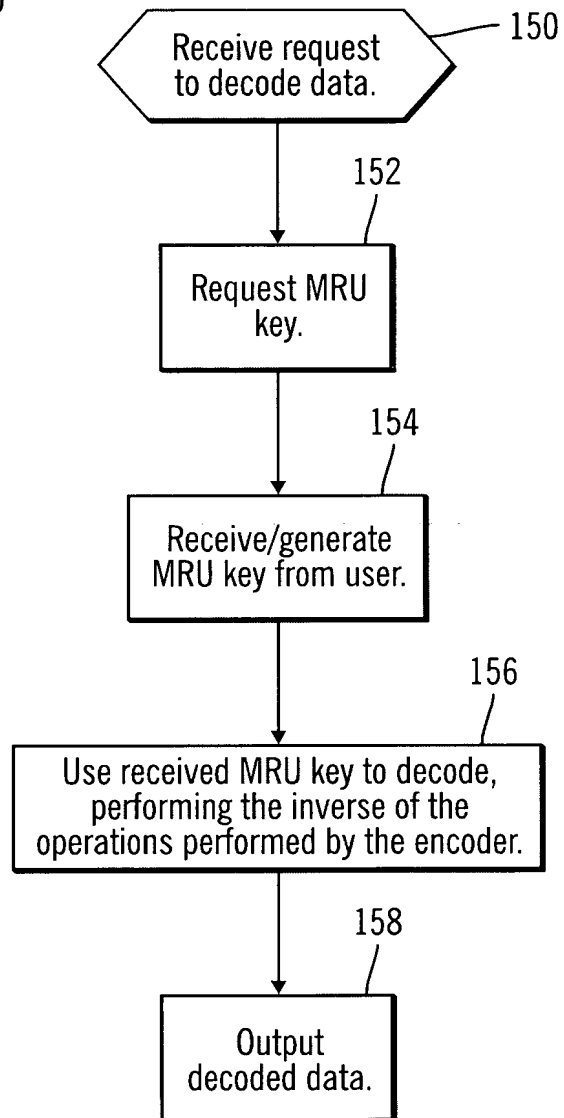 Receive request
to decode data.
150
152
Request MRU
key.
154
Receive/generate
MRU key from user.
156
Use received MRU key to decode,
performing the inverse of the
operations performed by the encoder.
158
Output
decoded data.